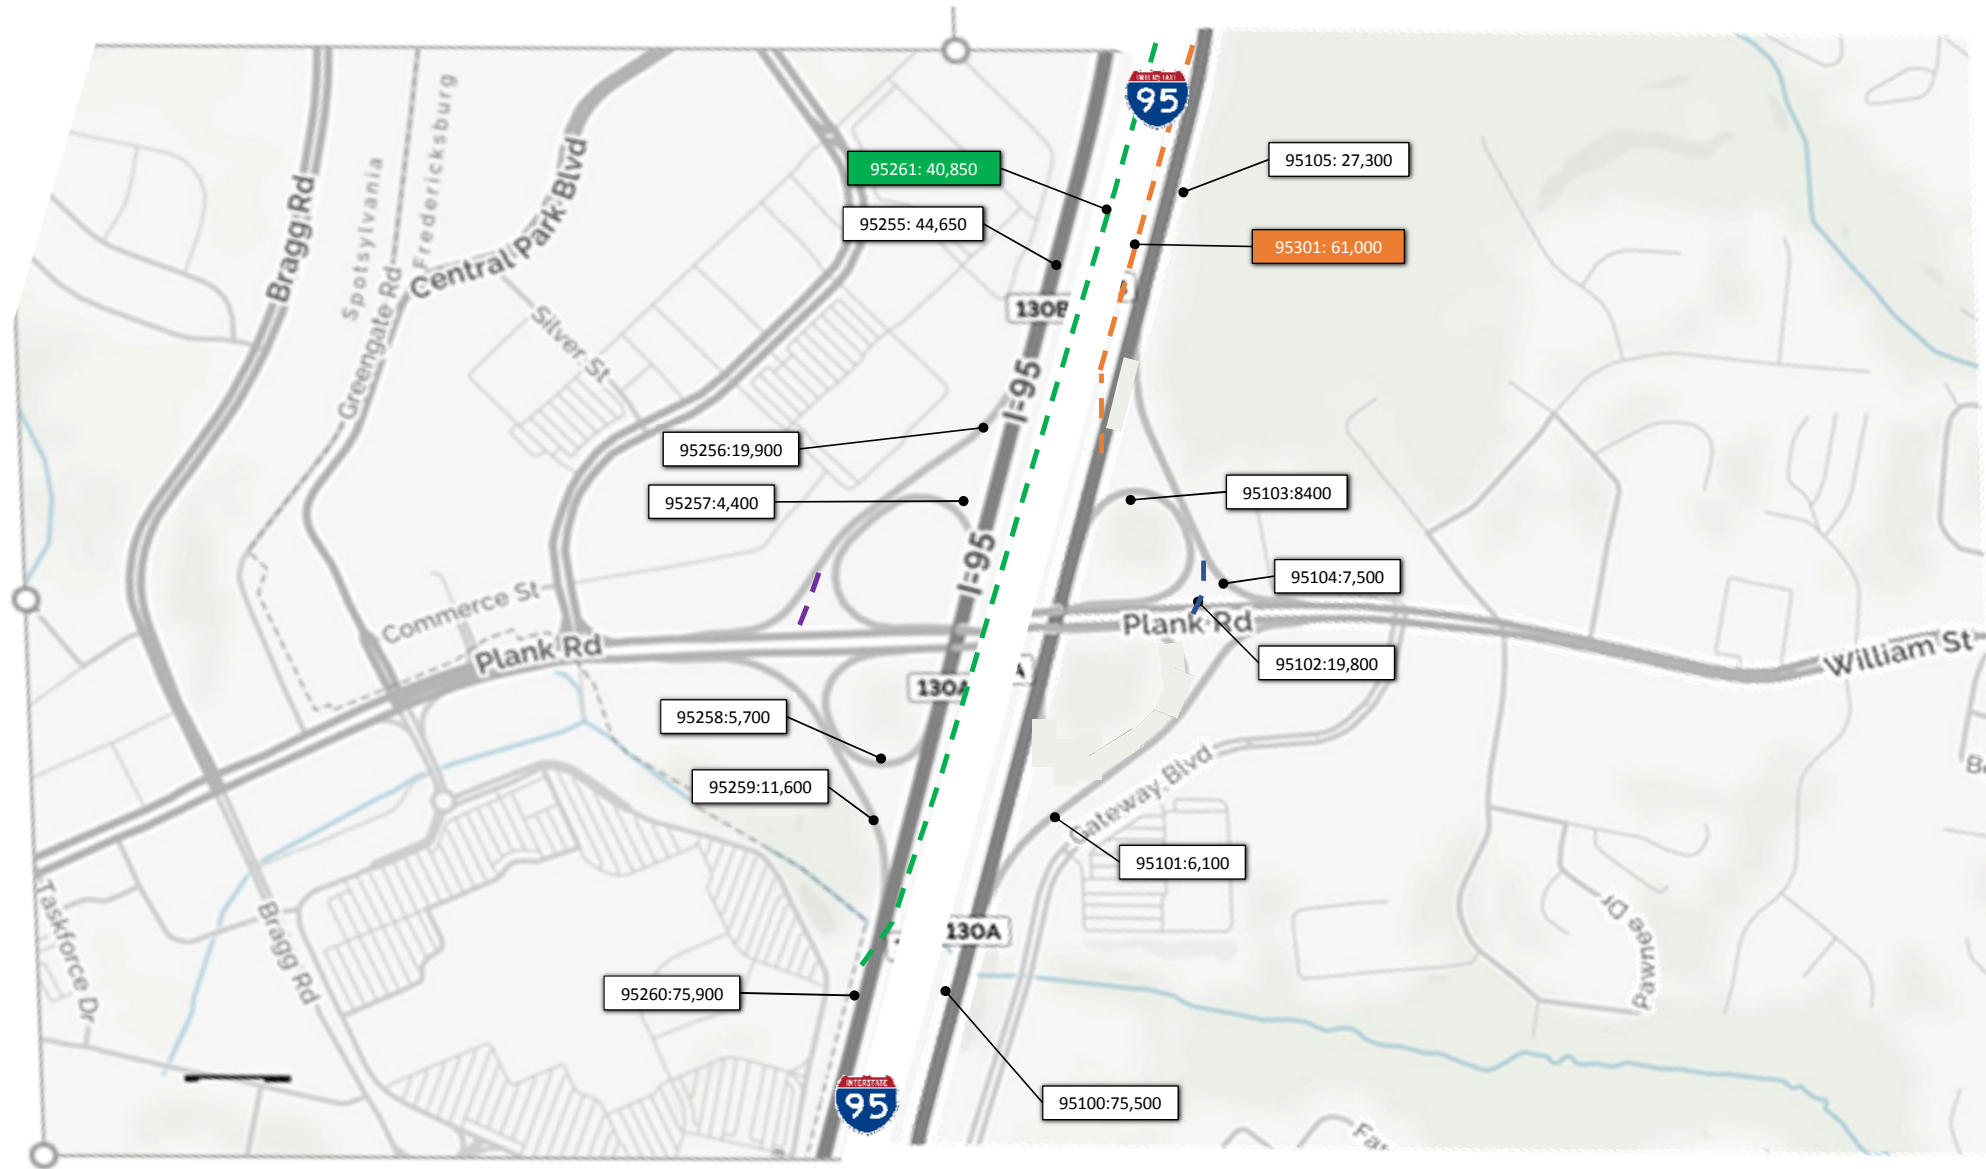 INTERSTATE
95
95261: 40,850
95105: 27,300
95255: 44,650
95301: 61,000
Bragg Rd
Spotsylvania
Fredericksburg
Greengate Rd
Central Park Blvd
Silver St
130B
I-95
95256:19,900
95257:4,400
95103:8400
I-95
95104:7,500
Commerce St
Plank Rd
Plank Rd
95102:19,800
William St
130A
A
95258:5,700
95259:11,600
Gateway Blvd
95101:6,100
Taskforce Dr
Bragg Rd
130A
Pawnee Dr
95260:75,900
95100:75,500
INTERSTATE
95